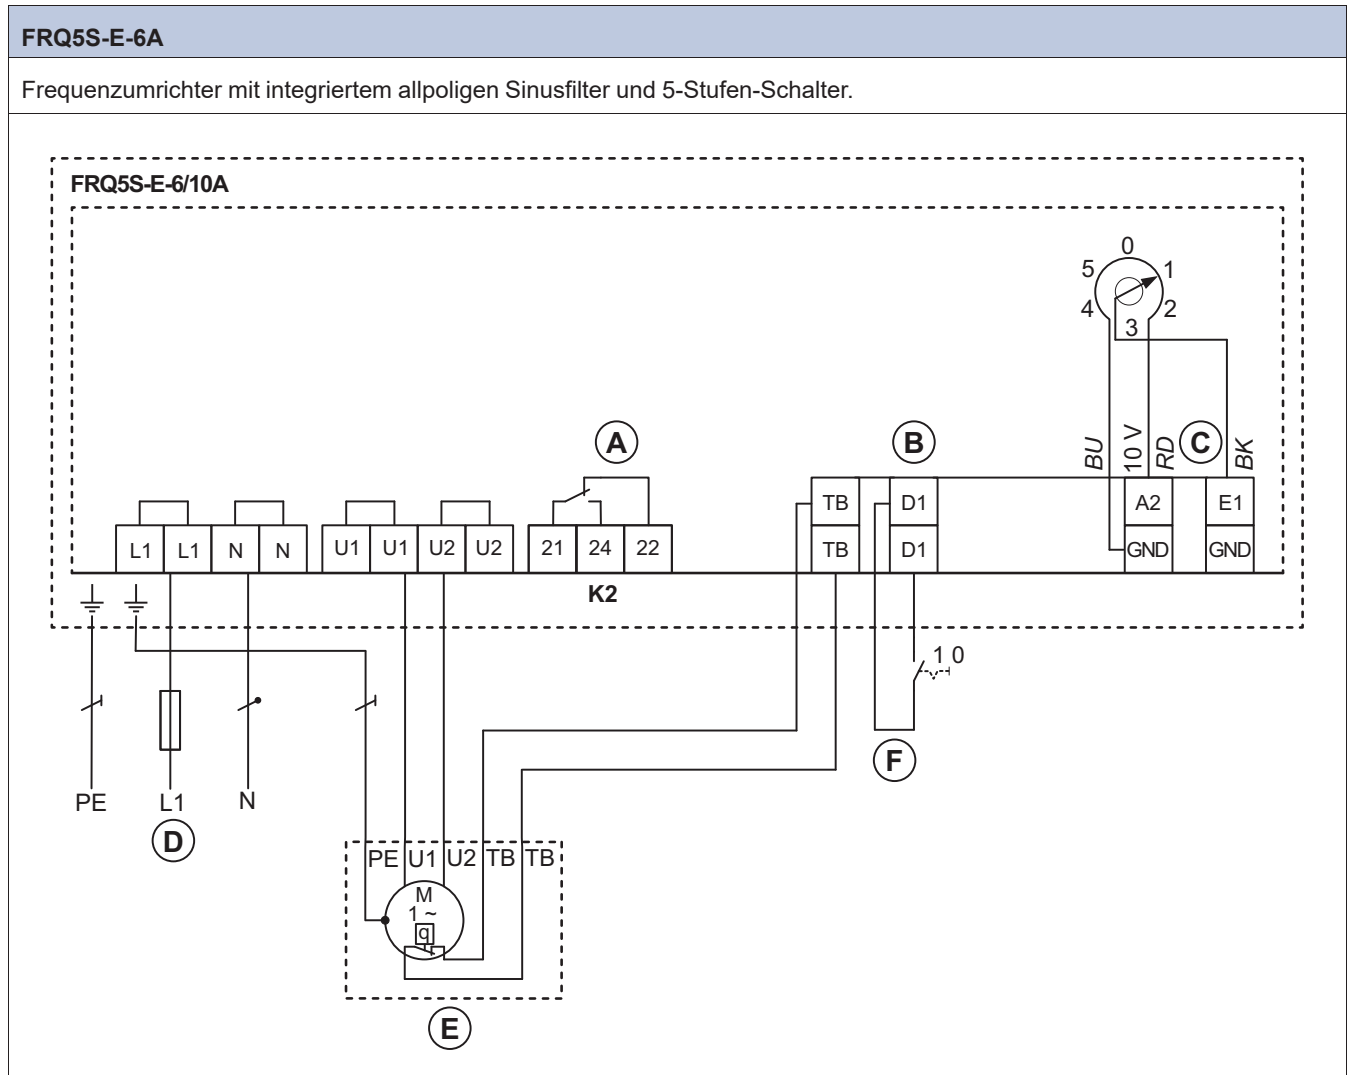 FRQ5S-E-6A
Frequenzumrichter mit integriertem allpoligen Sinusfilter und 5-Stufen-Schalter.
FRQ5S-E-6/10A
0
5 1
4 2
3
A B C
BU 10 V RD BK
TB D1 A2 E1
L1 L1 N N U1 U1 U2 U2 21 24 22 TB D1 GND GND
K2
1 0
F
PE L1 N
D
PE U1 U2 TB TB
M
1 ~
q
E